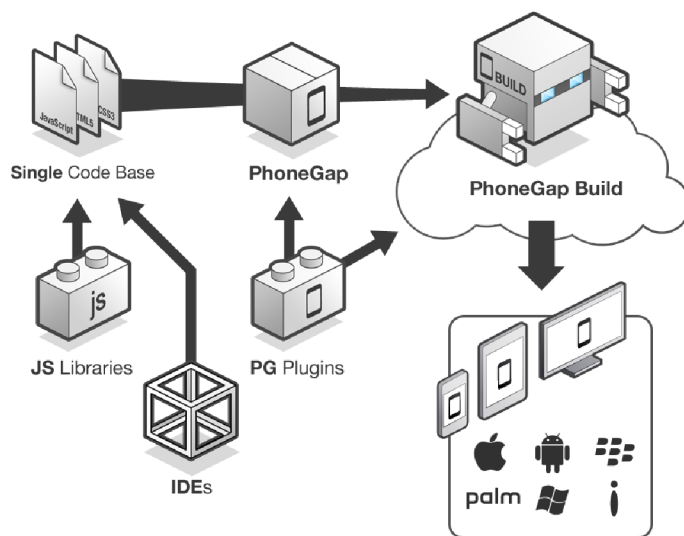 JavaScript
HTML5
CSS3
BUILD
Single Code Base
PhoneGap
PhoneGap Build
js
JS Libraries
PG Plugins
IDEs
palm